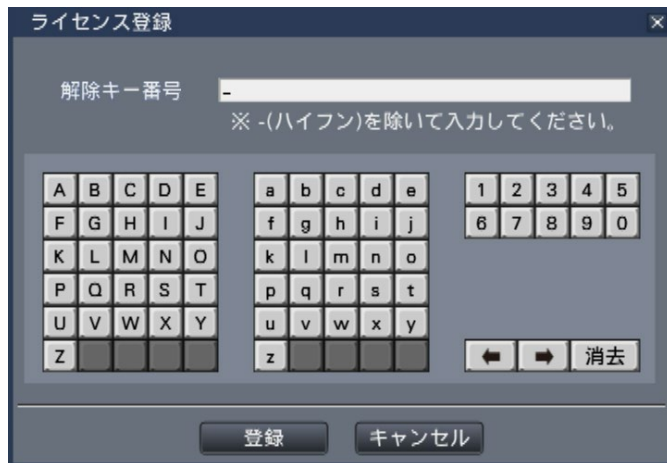 ライセンス登録 ×
解除キー番号 -
※ -(ハイフン)を除いて入力してください。
A B C D E a b c d e 1 2 3 4 5
F G H I J f g h i j 6 7 8 9 0
K L M N O k l m n o
P Q R S T p q r s t
U V W X Y u v w x y
Z z ← → 消去
登録 キャンセル